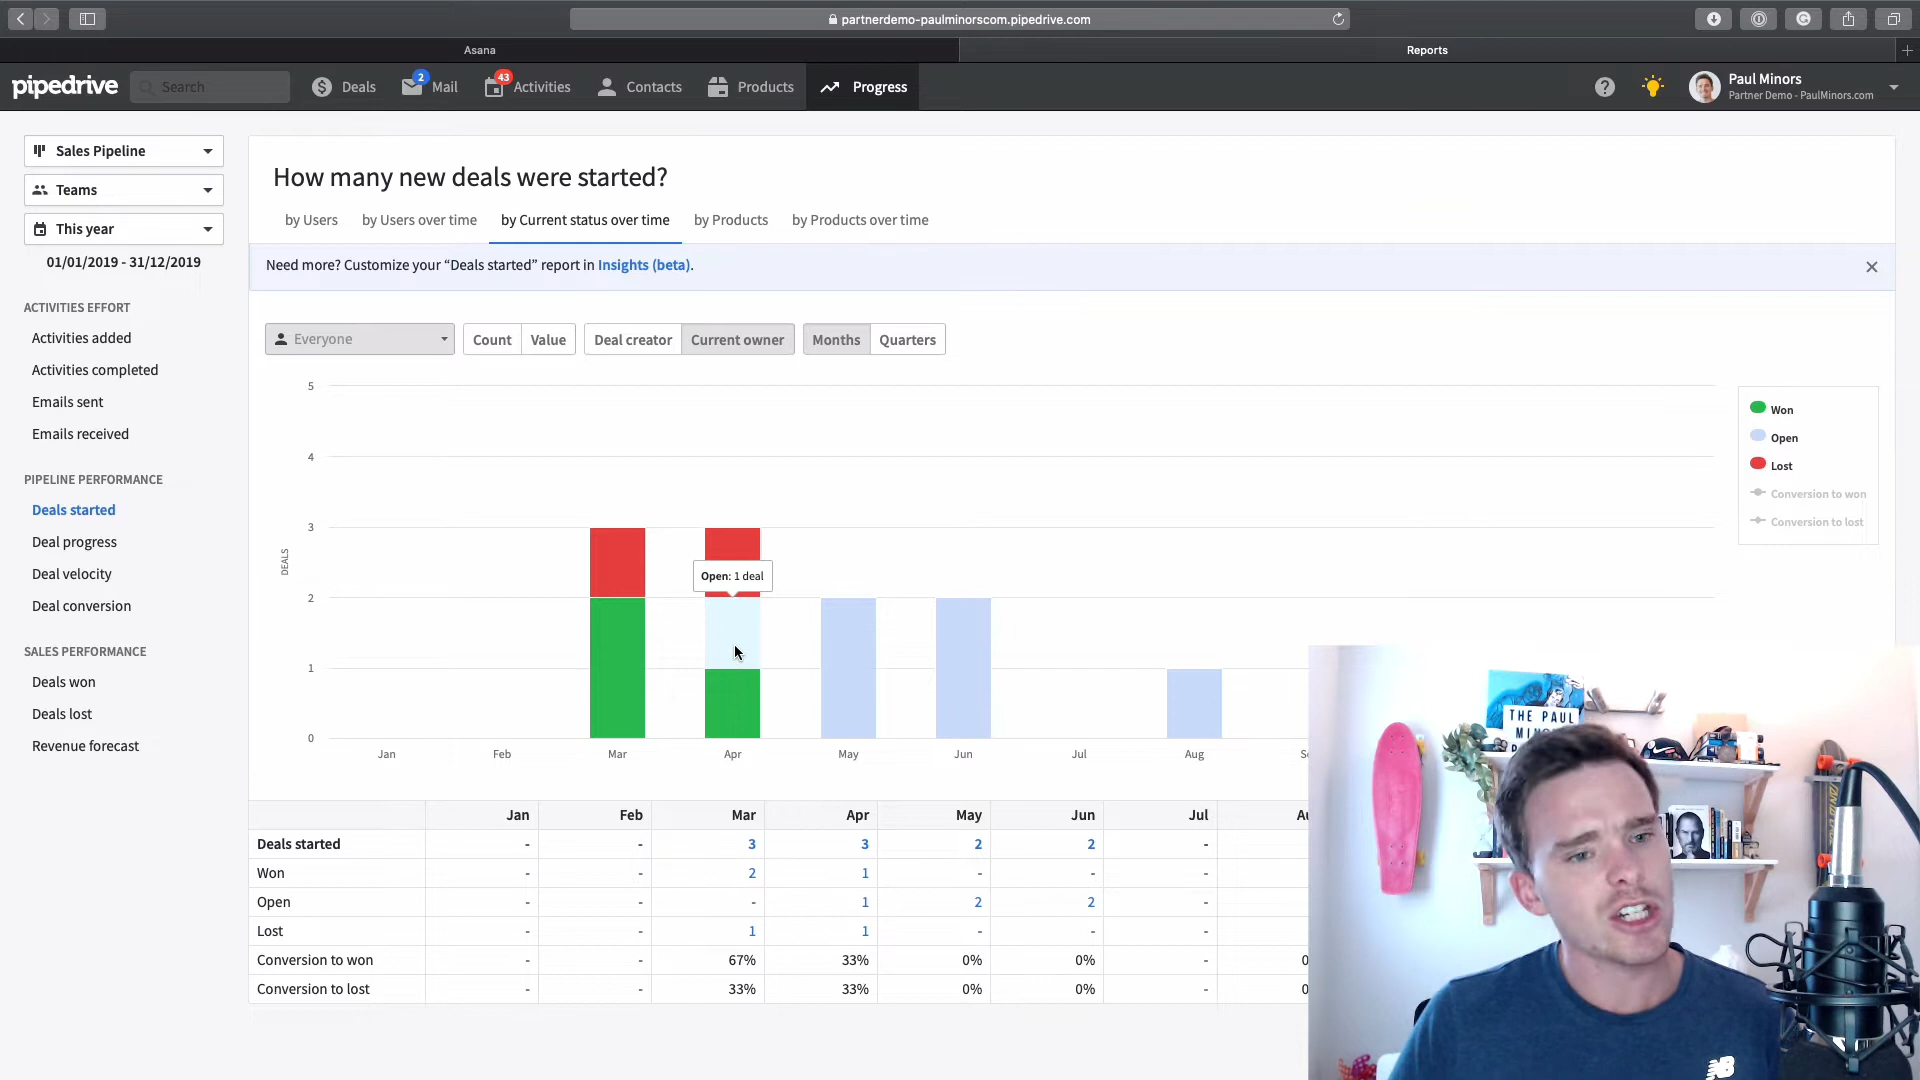 partnerdemo-paulminorscom.pipedrive.com
Asana
Reports
pipedrive
Search
Deals
2
Mail
43
Activities
Contacts
Products
Progress
Paul Minors
Partner Demo - PaulMinors.com
Sales Pipeline
Teams
This year
01/01/2019 - 31/12/2019
ACTIVITIES EFFORT
Activities added
Activities completed
Emails sent
Emails received
PIPELINE PERFORMANCE
Deals started
Deal progress
Deal velocity
Deal conversion
SALES PERFORMANCE
Deals won
Deals lost
Revenue forecast
How many new deals were started?
by Users by Users over time by Current status over time by Products by Products over time
Need more? Customize your “Deals started” report in Insights (beta).
Everyone Count Value Deal creator Current owner Months Quarters
5
4
3
2
1
0
DEALS
Open: 1 deal
Jan Feb Mar Apr May Jun Jul Aug
Won
Open
Lost
Conversion to won
Conversion to lost
Jan Feb Mar Apr May Jun Jul
Deals started - - 3 3 2 2 -
Won - - 2 1 - - -
Open - - - 1 2 2 -
Lost - - 1 1 - - -
Conversion to won - - 67% 33% 0% 0% - 0
Conversion to lost - - 33% 33% 0% 0% - 0
THE PAUL